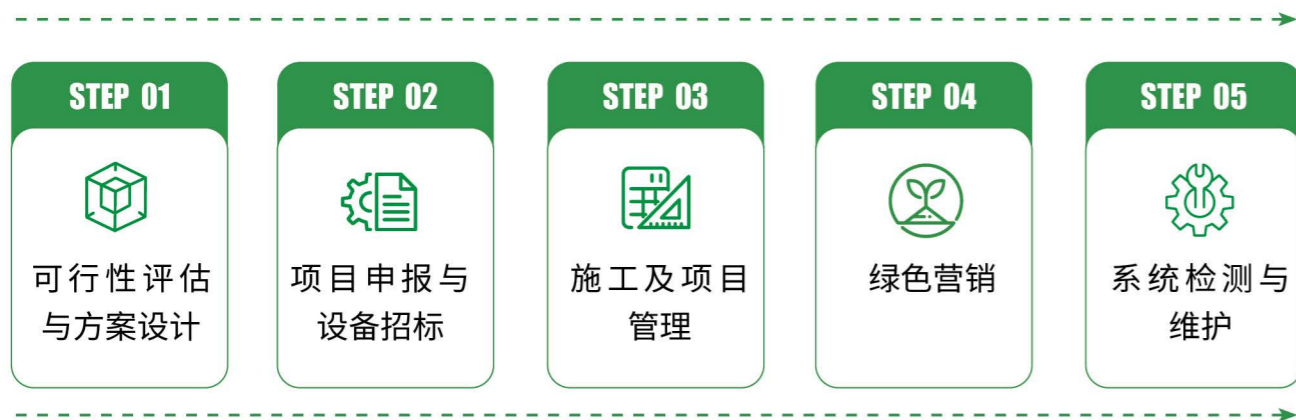 STEP 01
可行性评估
与方案设计
STEP 02
项目申报与
设备招标
STEP 03
施工及项目
管理
STEP 04
绿色营销
STEP 05
系统检测与
维护